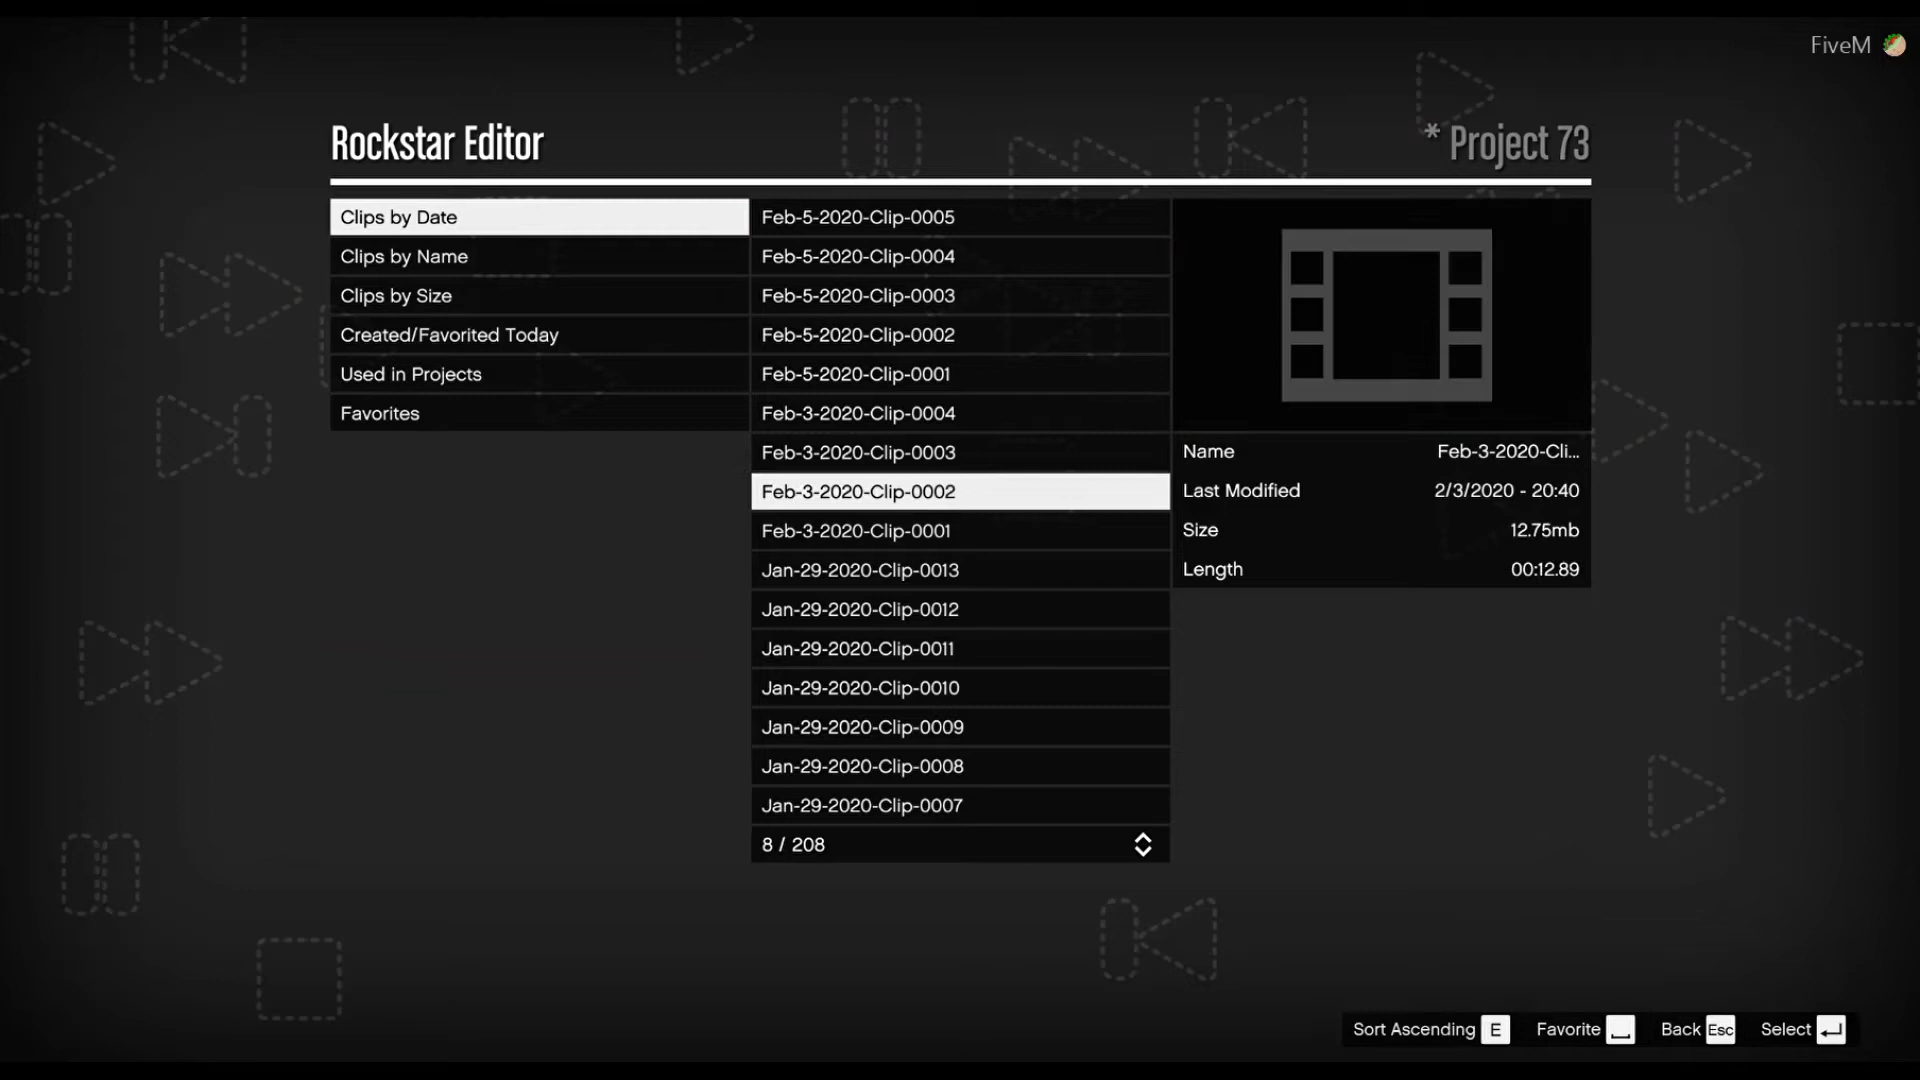 FiveM
Rockstar Editor
* Project 73
Clips by Date
Clips by Name
Clips by Size
Created/Favorited Today
Used in Projects
Favorites
Feb-5-2020-Clip-0005
Feb-5-2020-Clip-0004
Feb-5-2020-Clip-0003
Feb-5-2020-Clip-0002
Feb-5-2020-Clip-0001
Feb-3-2020-Clip-0004
Feb-3-2020-Clip-0003
Feb-3-2020-Clip-0002
Feb-3-2020-Clip-0001
Jan-29-2020-Clip-0013
Jan-29-2020-Clip-0012
Jan-29-2020-Clip-0011
Jan-29-2020-Clip-0010
Jan-29-2020-Clip-0009
Jan-29-2020-Clip-0008
Jan-29-2020-Clip-0007
8 / 208
Name Feb-3-2020-Cli...
Last Modified 2/3/2020 - 20:40
Size 12.75mb
Length 00:12.89
Sort Ascending E Favorite Back Esc Select